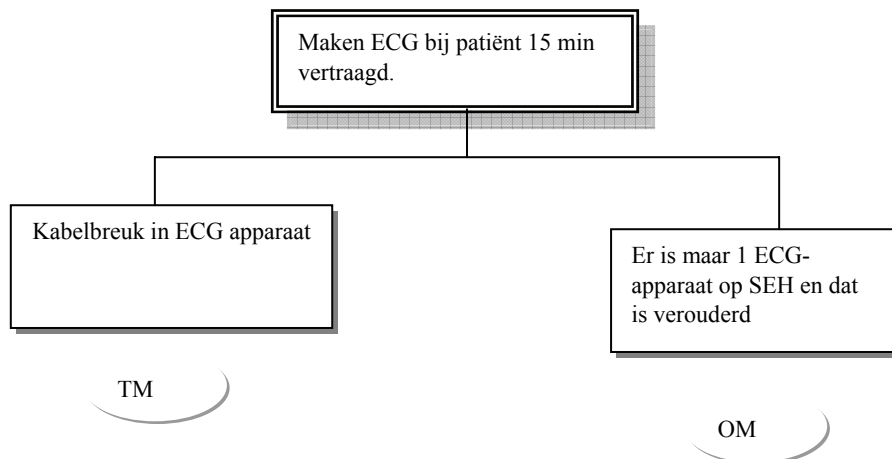 Maken ECG bij patiënt 15 min
vertraagd.
Kabelbreuk in ECG apparaat
Er is maar 1 ECG-
apparaat op SEH en dat
is verouderd
TM
OM